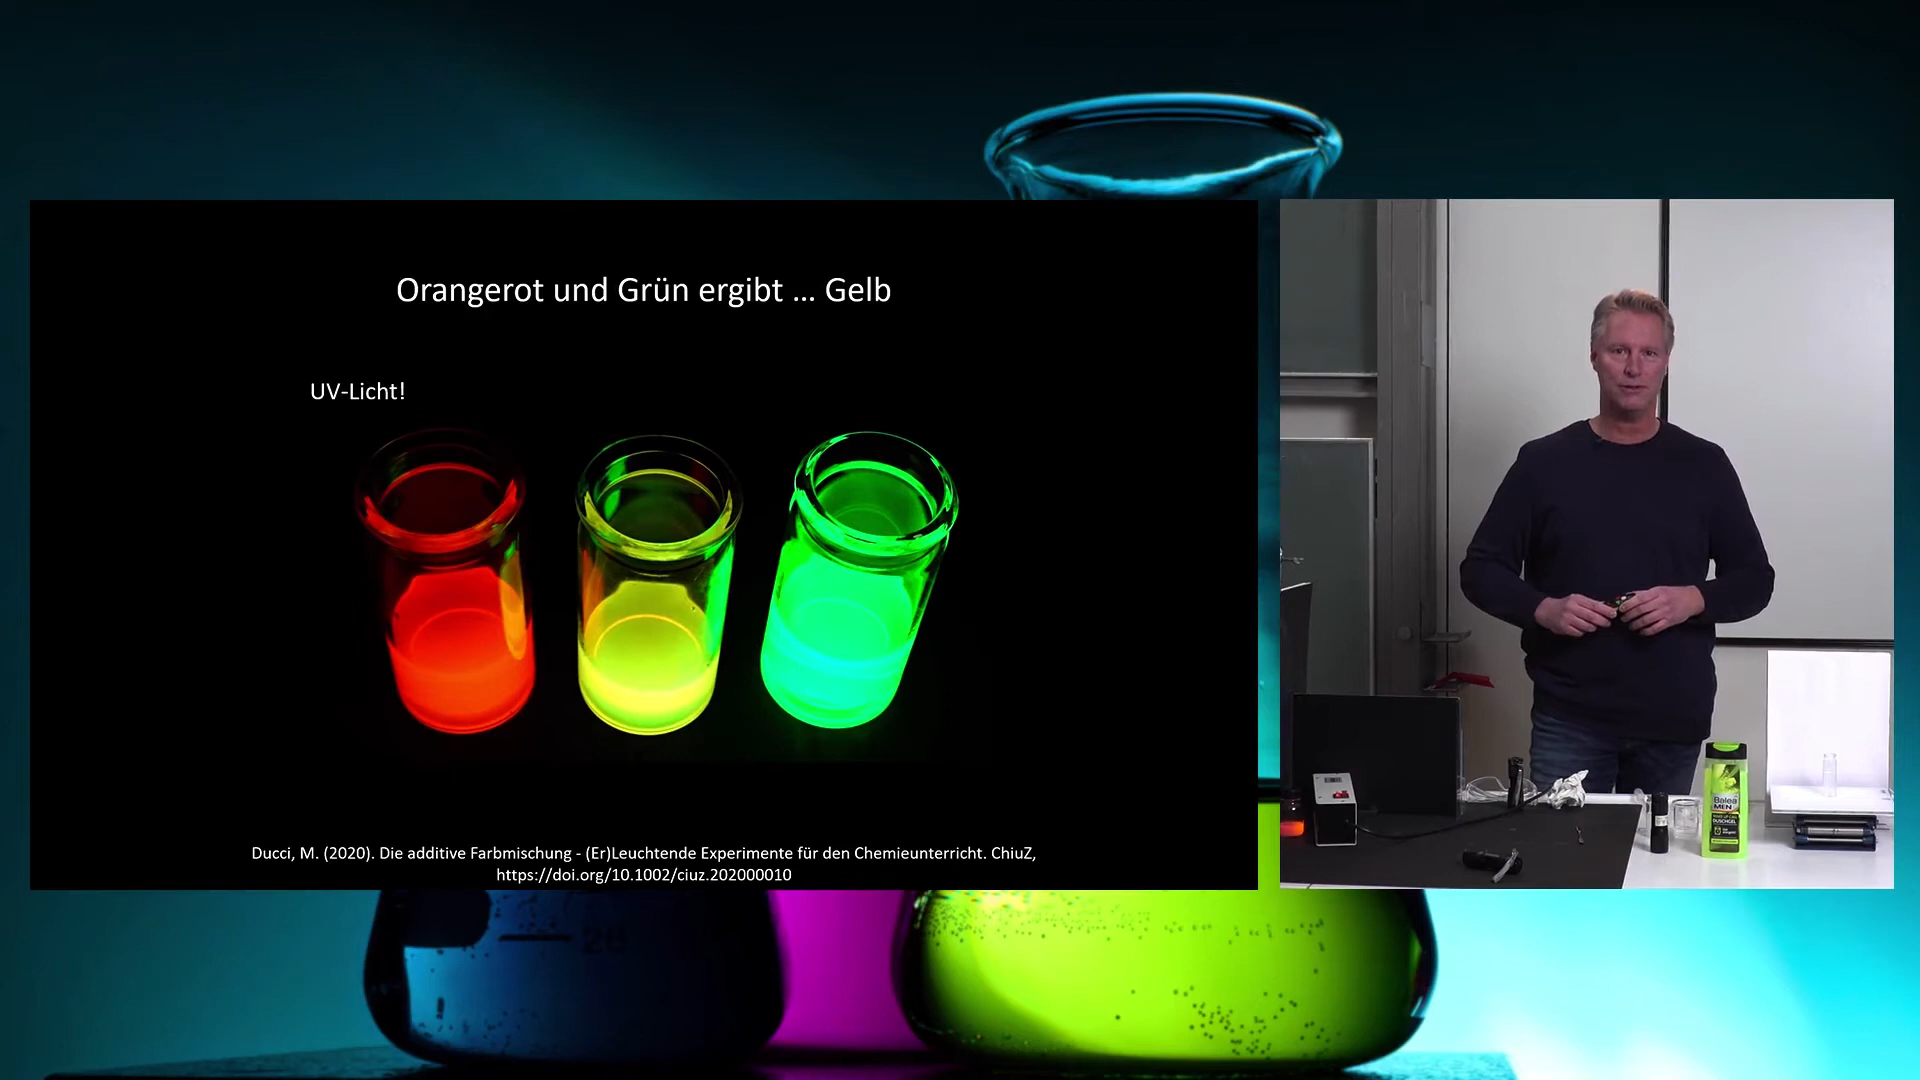 Orangerot und Grün ergibt ... Gelb
UV-Licht!
Ducci, M. (2020). Die additive Farbmischung - (Er)Leuchtende Experimente für den Chemieunterricht. ChiuZ,
https://doi.org/10.1002/ciuz.202000010
Balea
MEN
DUSCHGEL